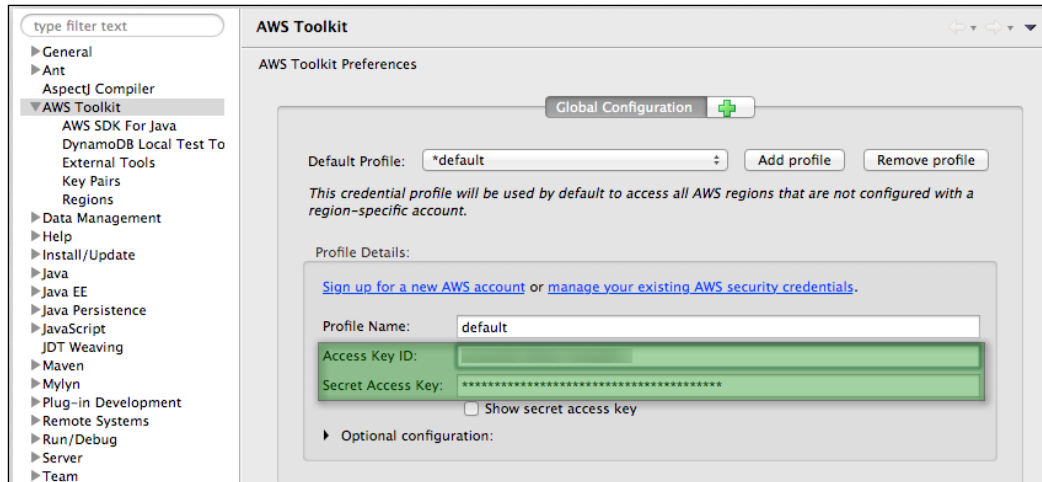 type filter text
General
Ant
AspectJ Compiler
AWS Toolkit
AWS SDK For Java
DynamoDB Local Test To
External Tools
Key Pairs
Regions
Data Management
Help
Install/Update
Java
Java EE
Java Persistence
JavaScript
JDT Weaving
Maven
Mylyn
Plug-in Development
Remote Systems
Run/Debug
Server
Team
AWS Toolkit
AWS Toolkit Preferences
Global Configuration
Default Profile: *default Add profile Remove profile
This credential profile will be used by default to access all AWS regions that are not configured with a
region-specific account.
Profile Details:
Sign up for a new AWS account or manage your existing AWS security credentials.
Profile Name: default
Access Key ID:
Secret Access Key: ****************************************
Show secret access key
Optional configuration: